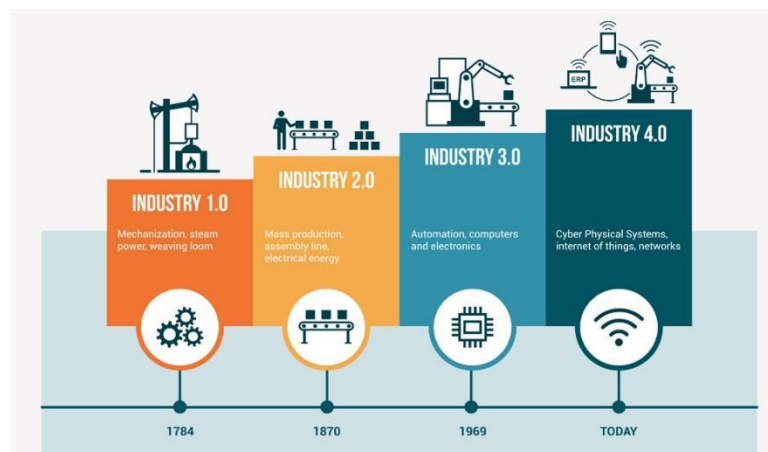 ERP
INDUSTRY 1.0
Mechanization, steam
power, weaving loom
INDUSTRY 2.0
Mass production,
assembly line,
electrical energy
INDUSTRY 3.0
Automation, computers
and electronics
INDUSTRY 4.0
Cyber Physical Systems,
internet of things, networks
1784
1870
1969
TODAY